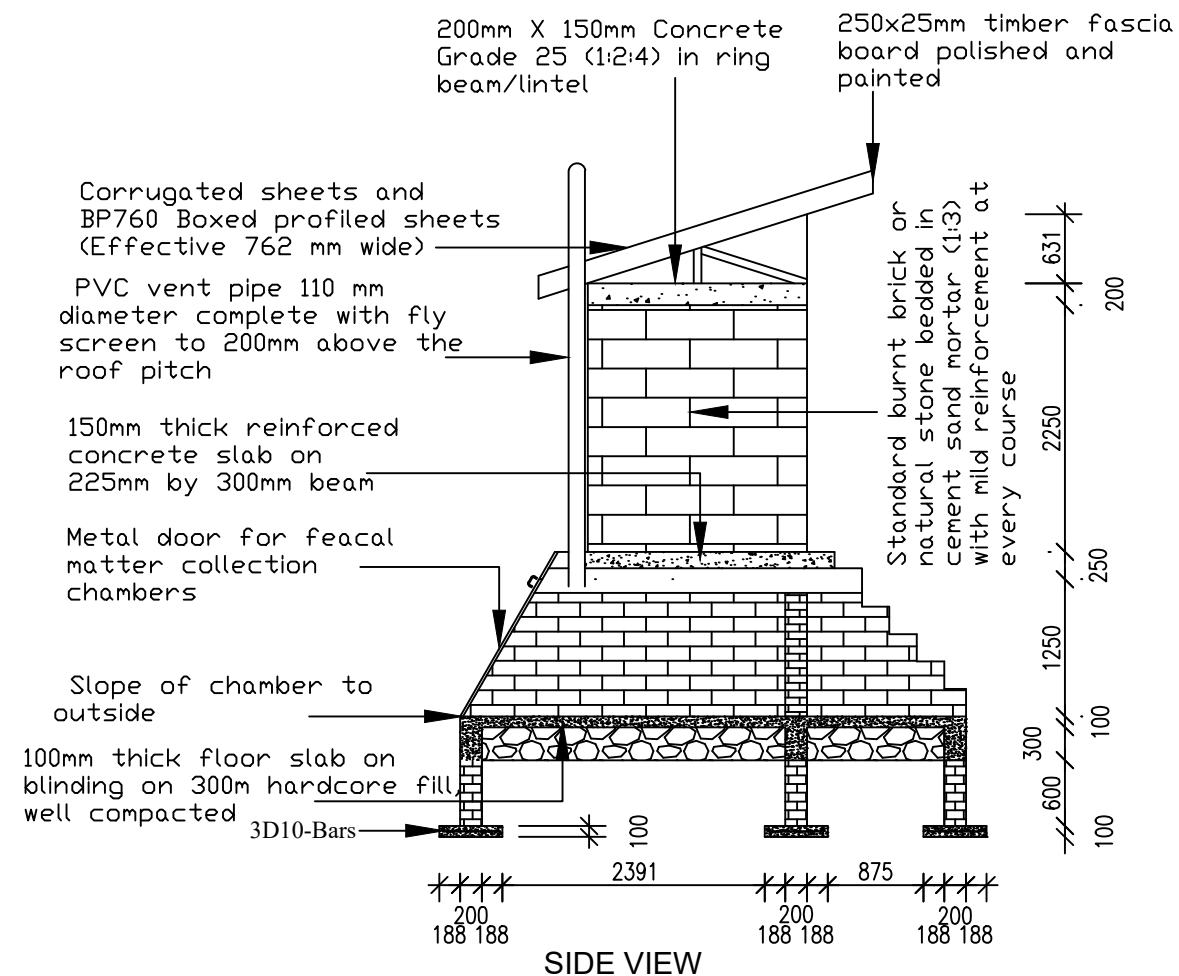 200mm X 150mm Concrete
Grade 25 (1:2:4) in ring
beam/lintel
250x25mm timber fascia
board polished and
painted
Corrugated sheets and
BP760 Boxed profiled sheets
(Effective 762 mm wide)
PVC vent pipe 110 mm
diameter complete with fly
screen to 200mm above the
roof pitch
150mm thick reinforced
concrete slab on
225mm by 300mm beam
Metal door for feacal
matter collection
chambers
Slope of chamber to
outside
100mm thick floor slab on
blinding on 300m hardcore fill,
well compacted
3D10-Bars
Standard burnt brick or
natural stone bedded in
cement sand mortar (1:3)
with mild reinforcement at
every course
631
200
2250
250
1250
100
300
600
100
100
2391
875
200
188 188
200
188 188
200
188 188
SIDE VIEW